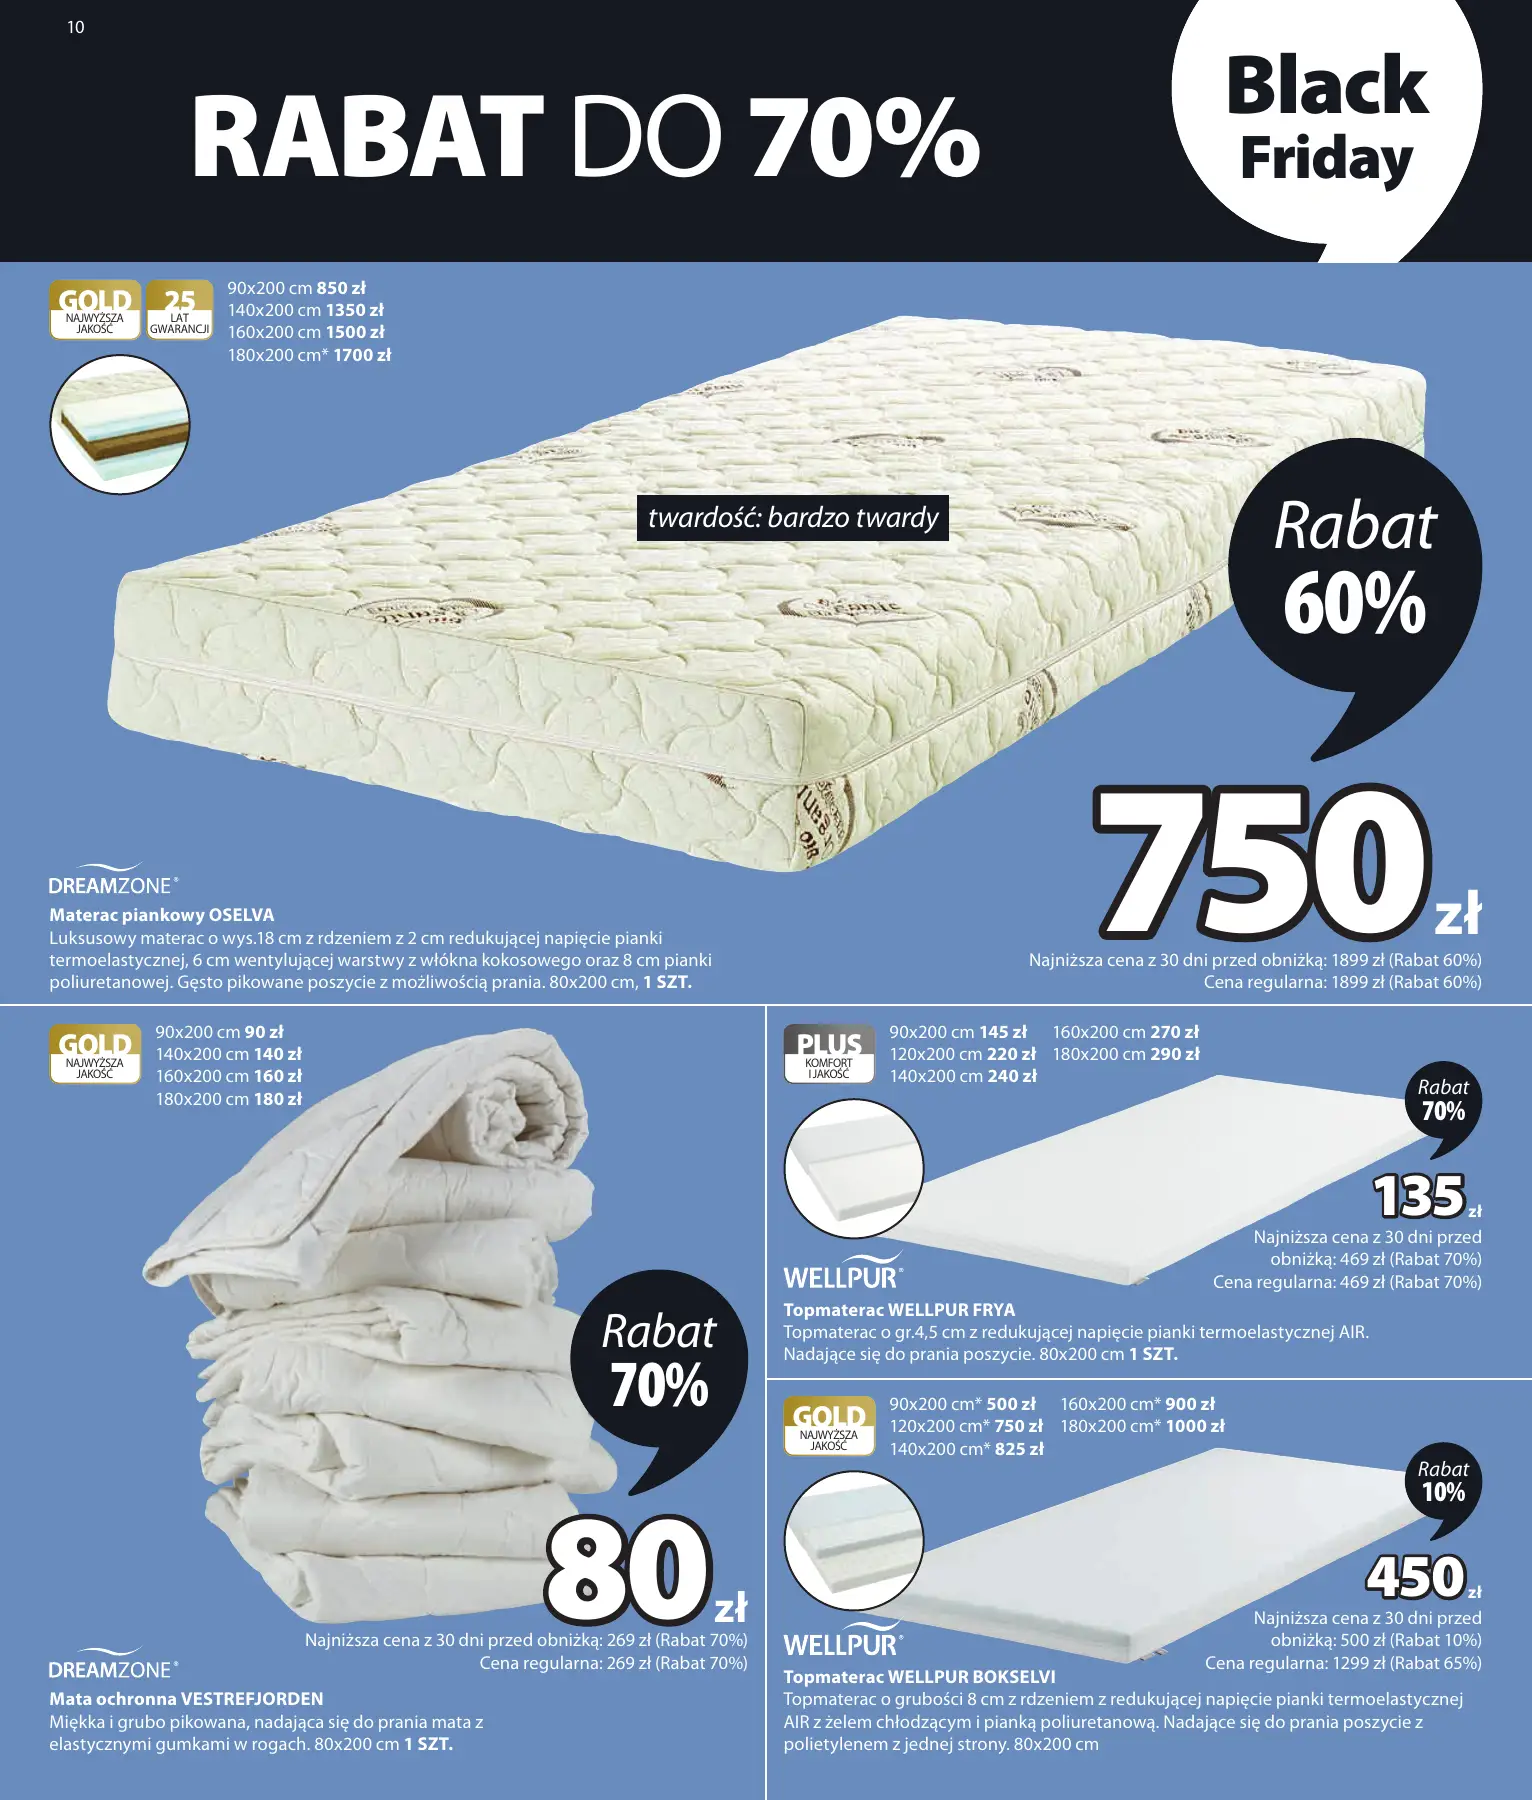 10
RABAT DO 70%
Black
Friday
GOLD
NAJWYŻSZA
JAKOŚĆ
25
LAT
GWARANCJI
90x200 cm 850 zł
140x200 cm 1350 zł
160x200 cm 1500 zł
180x200 cm* 1700 zł
twardość: bardzo twardy
Rabat
60%
750 zł
Najniższa cena z 30 dni przed obniżką: 1899 zł (Rabat 60%)
Cena regularna: 1899 zł (Rabat 60%)
DREAMZONE®
Materac piankowy OSELVA
Luksusowy materac o wys.18 cm z rdzeniem z 2 cm redukującej napięcie pianki
termoelastycznej, 6 cm wentylującej warstwy z włókna kokosowego oraz 8 cm pianki
poliuretanowej. Gęsto pikowane poszycie z możliwością prania. 80x200 cm, 1 SZT.
GOLD
NAJWYŻSZA
JAKOŚĆ
90x200 cm 90 zł
140x200 cm 140 zł
160x200 cm 160 zł
180x200 cm 180 zł
Rabat
70%
80 zł
Najniższa cena z 30 dni przed obniżką: 269 zł (Rabat 70%)
Cena regularna: 269 zł (Rabat 70%)
DREAMZONE®
Mata ochronna VESTREFJORDEN
Miękka i grubo pikowana, nadająca się do prania mata z
elastycznymi gumkami w rogach. 80x200 cm 1 SZT.
PLUS
KOMFORT
I JAKOŚĆ
90x200 cm 145 zł 160x200 cm 270 zł
120x200 cm 220 zł 180x200 cm 290 zł
140x200 cm 240 zł
Rabat
70%
135 zł
Najniższa cena z 30 dni przed
obniżką: 469 zł (Rabat 70%)
Cena regularna: 469 zł (Rabat 70%)
WELLPUR®
Topmaterac WELLPUR FRYA
Topmaterac o gr.4,5 cm z redukującej napięcie pianki termoelastycznej AIR.
Nadające się do prania poszycie. 80x200 cm 1 SZT.
GOLD
NAJWYŻSZA
JAKOŚĆ
90x200 cm* 500 zł 160x200 cm* 900 zł
120x200 cm* 750 zł 180x200 cm* 1000 zł
140x200 cm* 825 zł
Rabat
10%
450 zł
Najniższa cena z 30 dni przed
obniżką: 500 zł (Rabat 10%)
Cena regularna: 1299 zł (Rabat 65%)
WELLPUR®
Topmaterac WELLPUR BOKSELVI
Topmaterac o grubości 8 cm z rdzeniem z redukującej napięcie pianki termoelastycznej
AIR z żelem chłodzącym i pianką poliuretanową. Nadające się do prania poszycie z
polietylenem z jednej strony. 80x200 cm